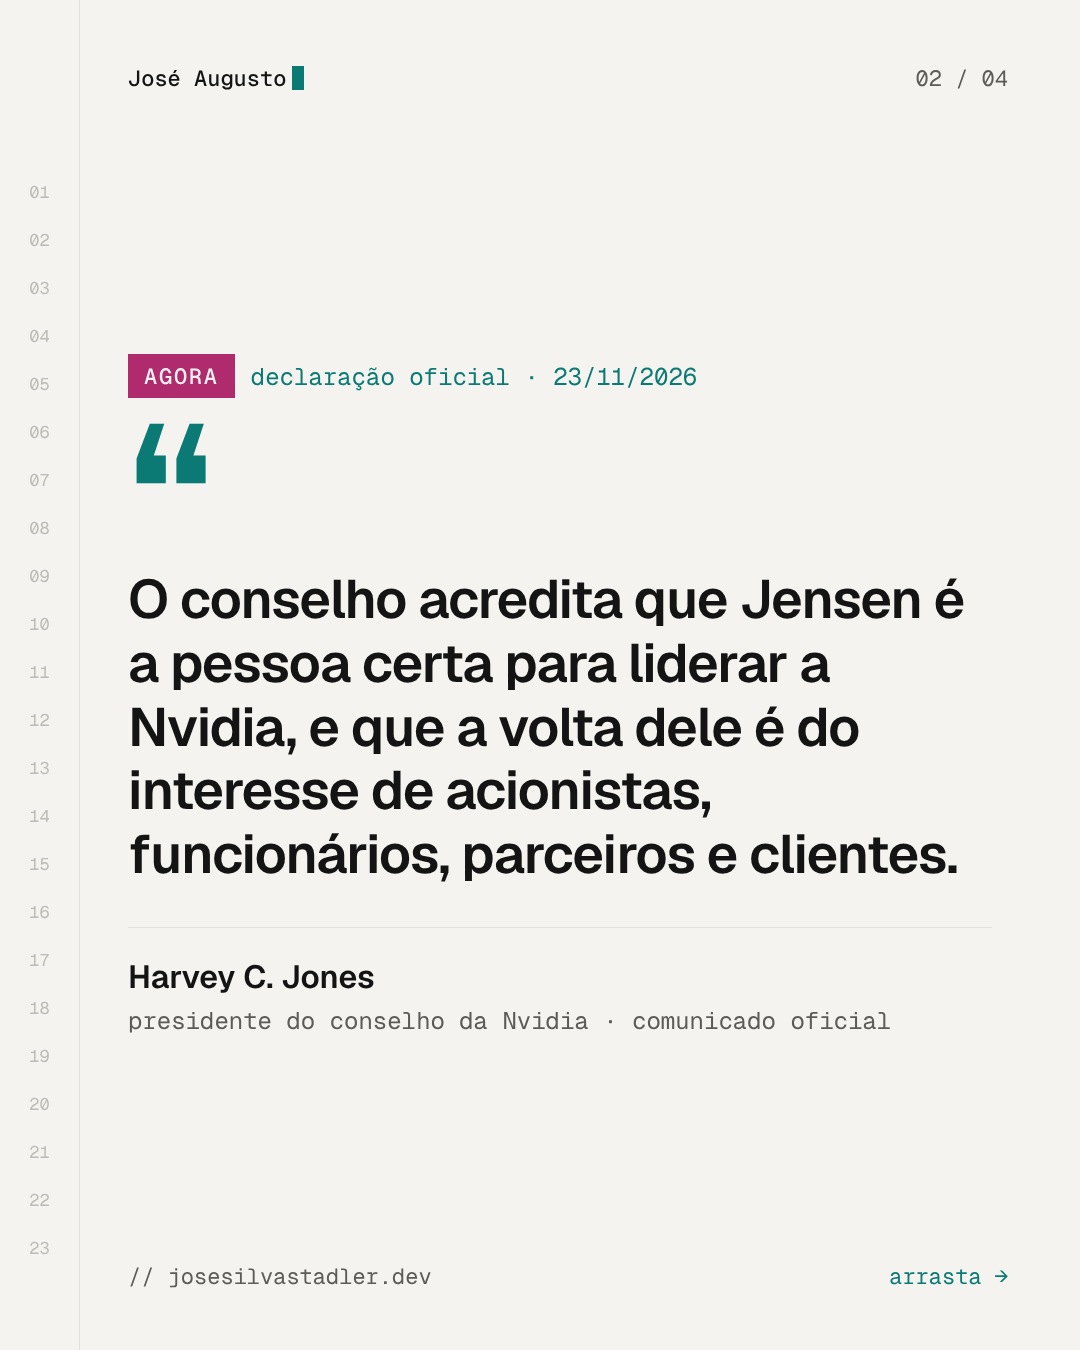 José Augusto
02 / 04
01
02
03
04
05
06
07
08
09
10
11
12
13
14
15
16
17
18
19
20
21
22
23
AGORA declaração oficial · 23/11/2026
“
O conselho acredita que Jensen é
a pessoa certa para liderar a
Nvidia, e que a volta dele é do
interesse de acionistas,
funcionários, parceiros e clientes.
Harvey C. Jones
presidente do conselho da Nvidia · comunicado oficial
// josesilvastadler.dev
arrasta →